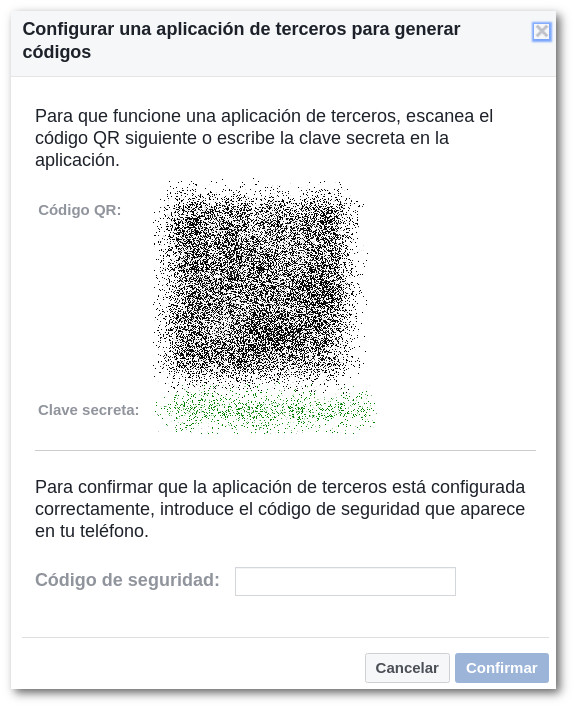 Configurar una aplicación de terceros para generar
códigos
Para que funcione una aplicación de terceros, escanea el
código QR siguiente o escribe la clave secreta en la
aplicación.
Código QR:
Clave secreta:
Para confirmar que la aplicación de terceros está configurada
correctamente, introduce el código de seguridad que aparece
en tu teléfono.
Código de seguridad:
Cancelar
Confirmar